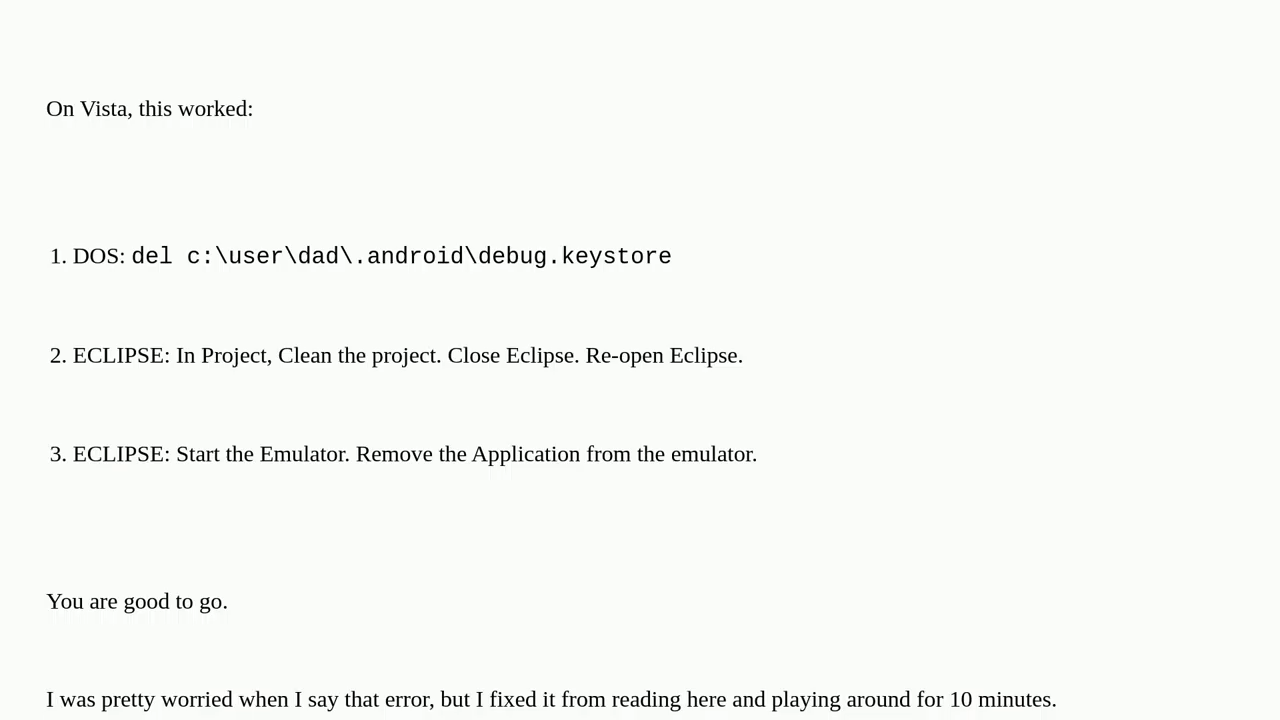 On Vista, this worked:
1. DOS: del c:\user\dad\.android\debug.keystore
2. ECLIPSE: In Project, Clean the project. Close Eclipse. Re-open Eclipse.
3. ECLIPSE: Start the Emulator. Remove the Application from the emulator.
You are good to go.
I was pretty worried when I say that error, but I fixed it from reading here and playing around for 10 minutes.